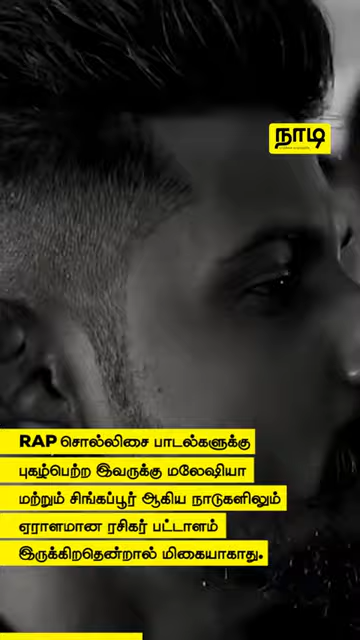 நாடி
RAP சொல்லிசை பாடல்களுக்கு
புகழ்பெற்ற இவருக்கு மலேஷியா
மற்றும் சிங்கப்பூர் ஆகிய நாடுகளிலும்
ஏராளமான ரசிகர் பட்டாளம்
இருக்கிறதென்றால் மிகையாகாது.